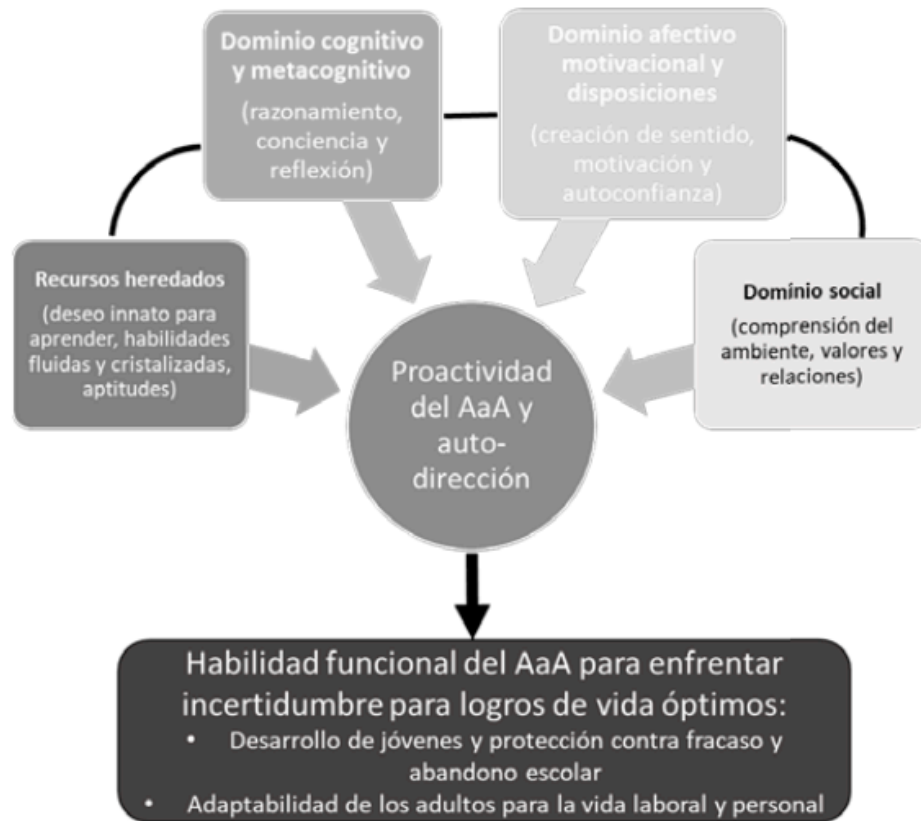 Dominio cognitivo
y metacognitivo
(razonamiento,
conciencia y
reflexión)
Dominio afectivo
motivacional y
disposiciones
(creación de sentido,
motivación y
autoconfianza)
Recursos heredados
(deseo innato para
aprender, habilidades
fluidas y cristalizadas,
aptitudes)
Domínio social
(comprensión del
ambiente, valores y
relaciones)
Proactividad
del AaA y
auto-
dirección
Habilidad funcional del AaA para enfrentar
incertidumbre para logros de vida óptimos:
• Desarrollo de jóvenes y protección contra fracaso y
abandono escolar
• Adaptabilidad de los adultos para la vida laboral y personal